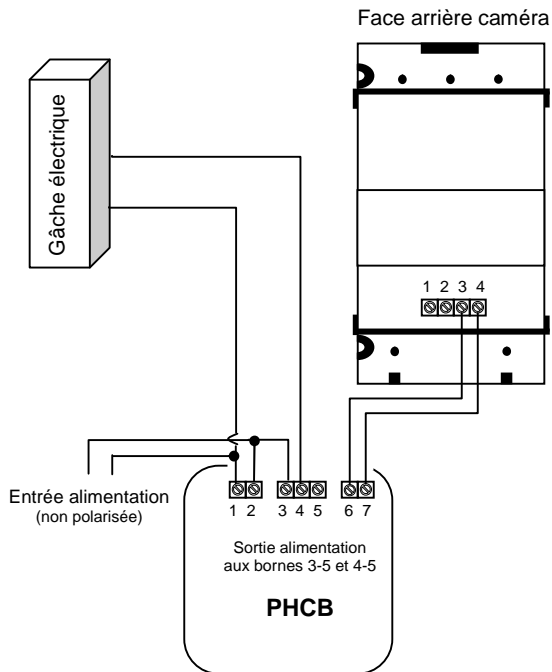 Face arrière caméra
Gâche électrique
1 2 3 4
Entrée alimentation
(non polarisée)
1 2 3 4 5 6 7
Sortie alimentation
aux bornes 3-5 et 4-5
PHCB